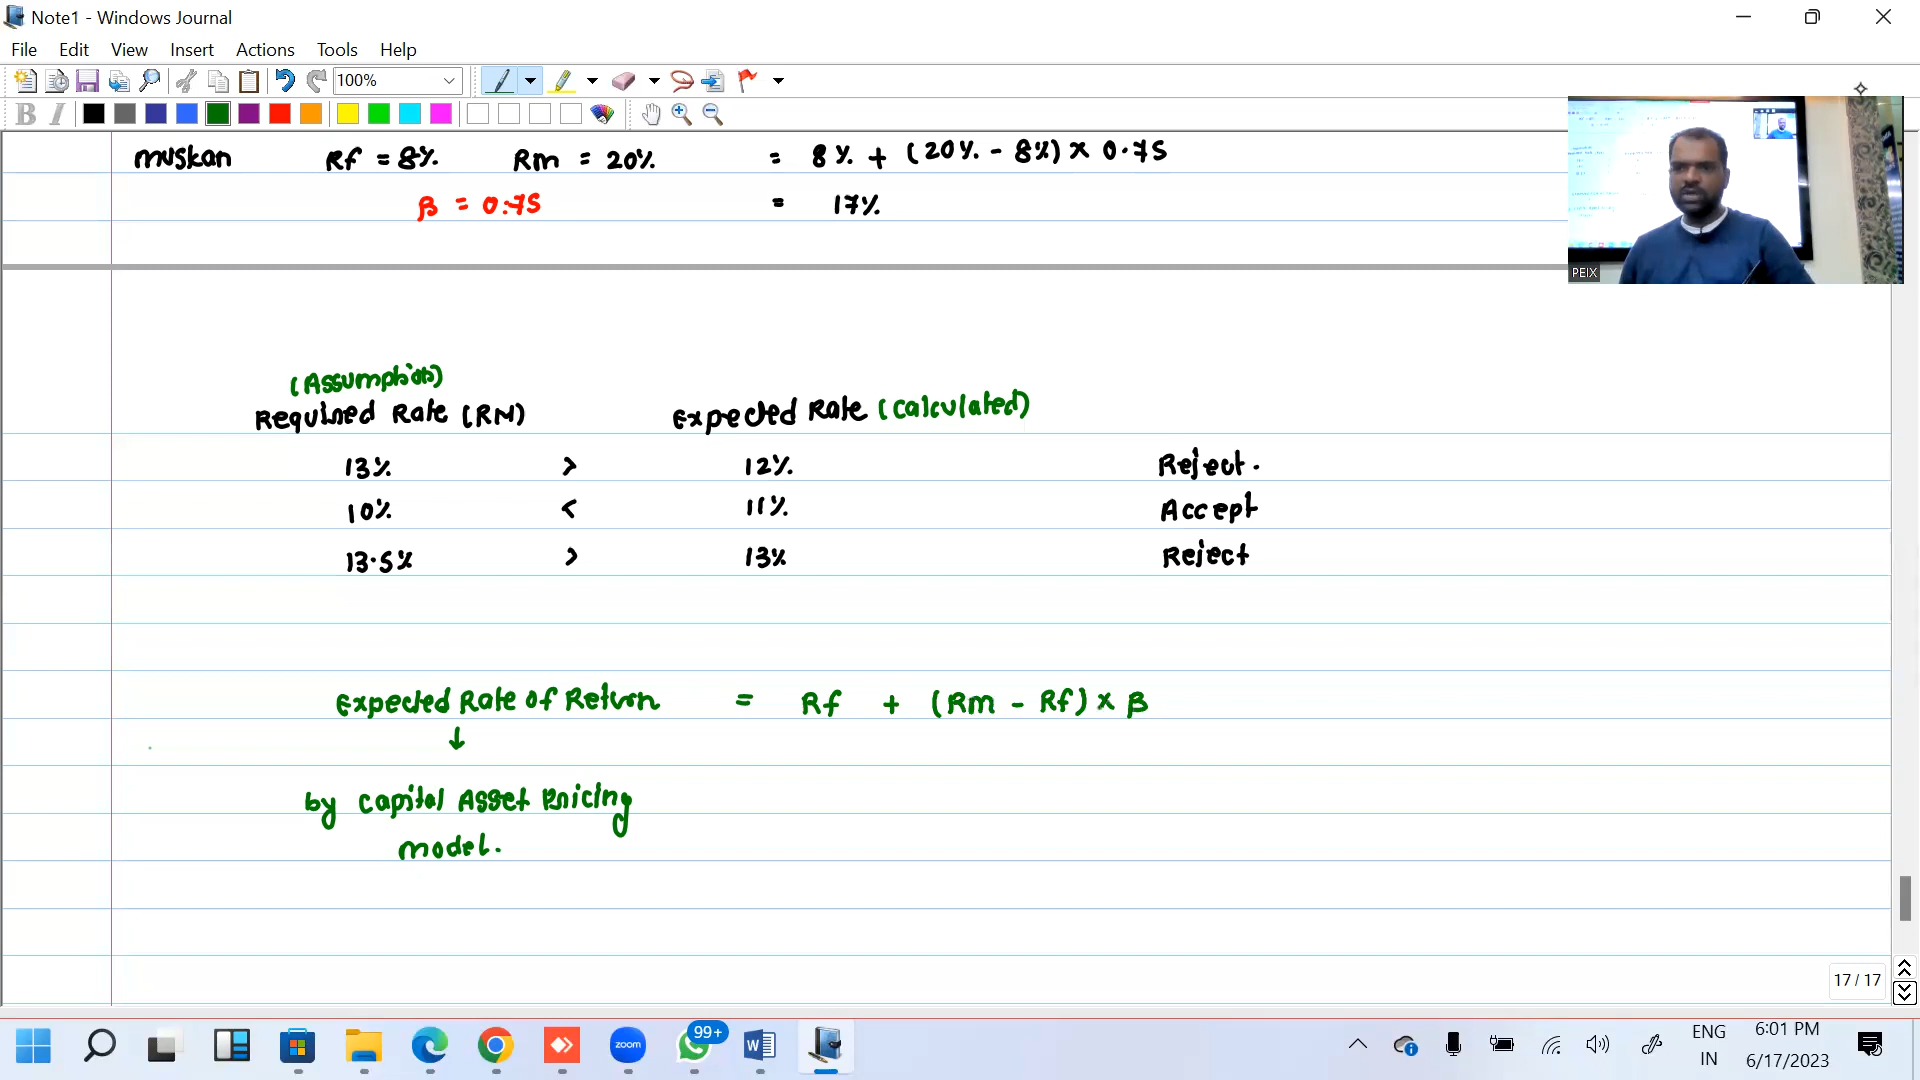 Note1 - Windows Journal
File Edit View Insert Actions Tools Help
100%
B I
muskan Rf = 8% Rm = 20% = 8% + (20% - 8%) × 0.75
β = 0.75 = 17%
PEIX
(Assumption)
Required Rate (RM) Expected Rate (Calculated)
13% > 12% Reject.
10% < 11% Accept
13.5% > 13% Reject
Expected Rate of Return = Rf + (Rm - Rf) × β
↓
by Capital Asset Pricing
model.
17 / 17
99+
zoom
ENG
IN
6:01 PM
6/17/2023